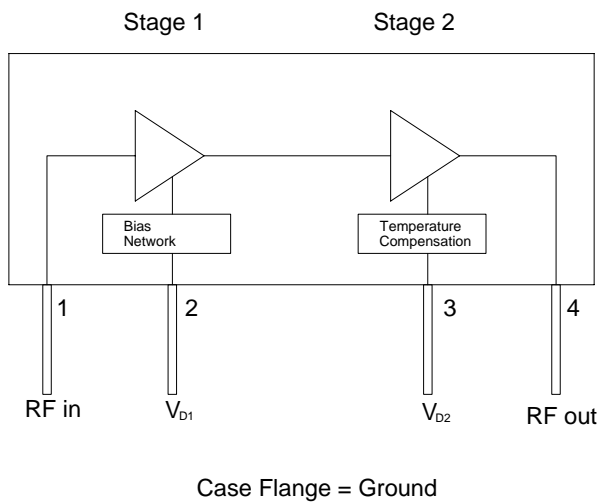 Stage 1
Stage 2
Bias
Network
Temperature
Compensation
1
2
3
4
RF in
VD1
VD2
RF out
Case Flange = Ground